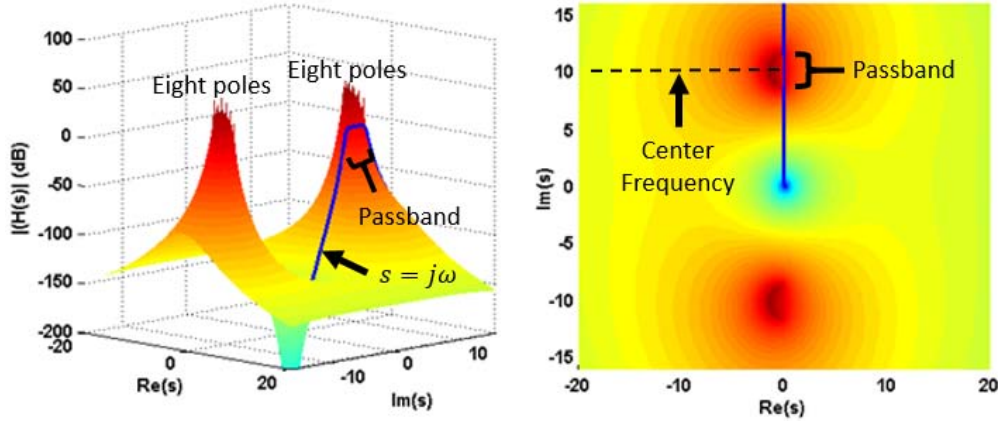 100
50
0
-50
-100
-150
-200
|(H(s)| (dB)
Eight poles
Eight poles
Passband
s = jω
-20
0
20
Re(s)
-10
0
10
Im(s)
15
10
5
0
-5
-10
-15
Im(s)
Passband
Center
Frequency
-20
-10
0
10
20
Re(s)